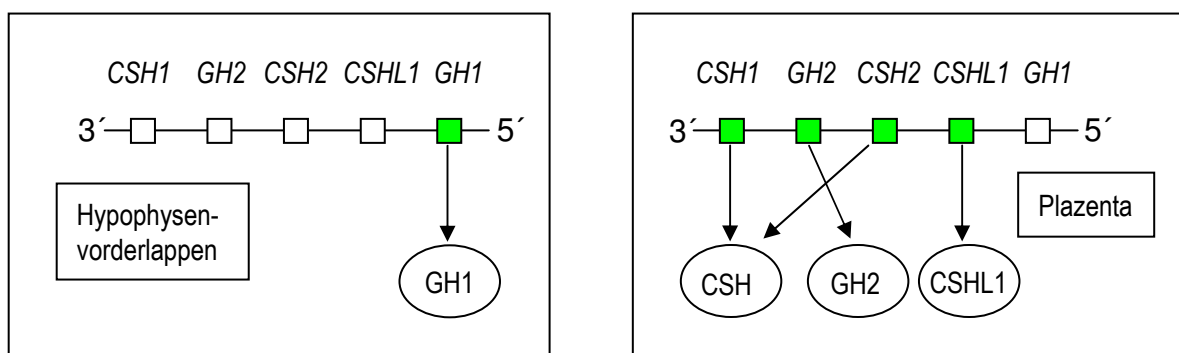 CSH1 GH2 CSH2 CSHL1 GH1
3´ 5´
Hypophysen-
vorderlappen
GH1
CSH1 GH2 CSH2 CSHL1 GH1
3´ 5´
Plazenta
CSH GH2 CSHL1